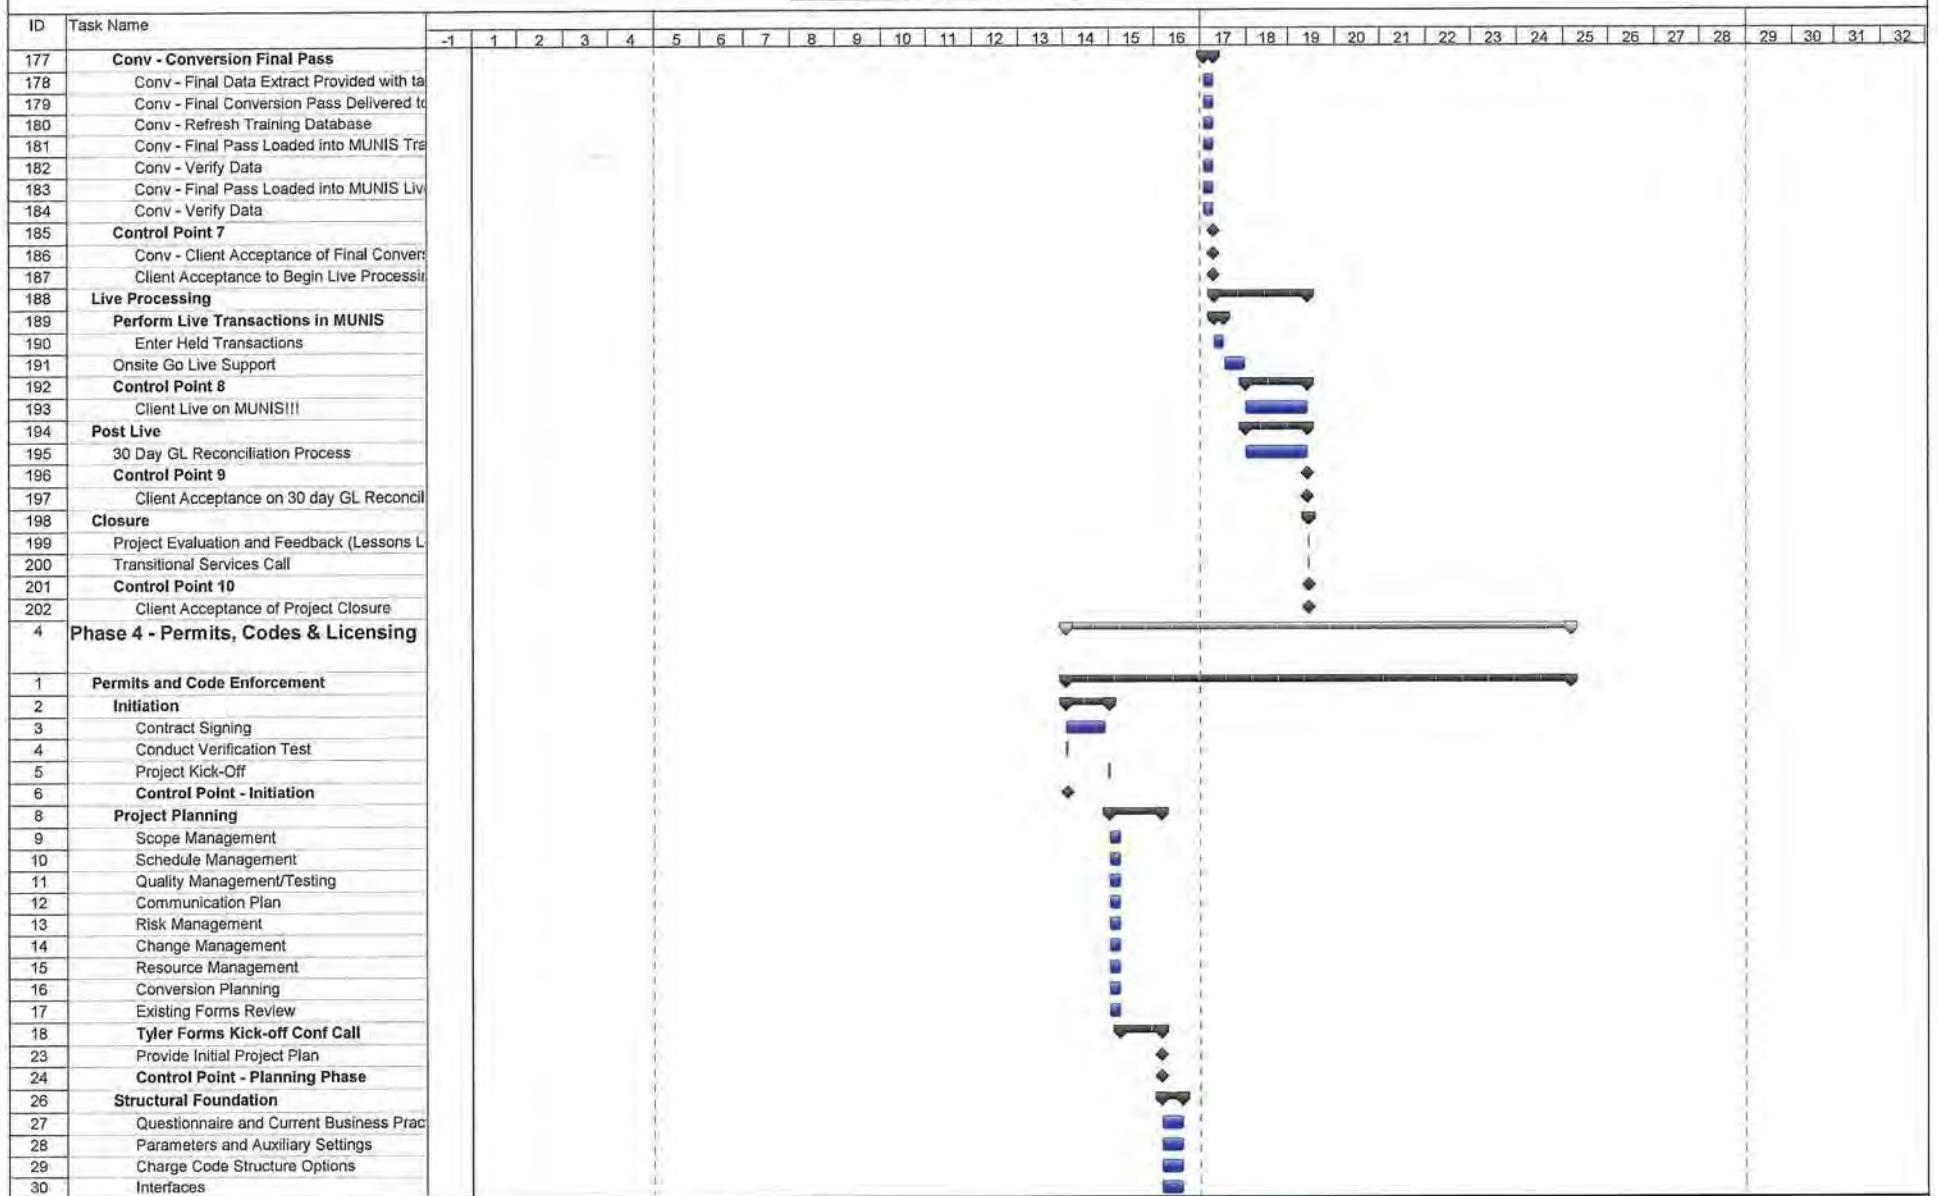 ID Task Name
-1 1 2 3 4 5 6 7 8 9 10 11 12 13 14 15 16 17 18 19 20 21 22 23 24 25 26 27 28 29 30 31 32
177 Conv - Conversion Final Pass
178 Conv - Final Data Extract Provided with ta
179 Conv - Final Conversion Pass Delivered to
180 Conv - Refresh Training Database
181 Conv - Final Pass Loaded into MUNIS Tra
182 Conv - Verify Data
183 Conv - Final Pass Loaded into MUNIS Liv
184 Conv - Verify Data
185 Control Point 7
186 Conv - Client Acceptance of Final Convers
187 Client Acceptance to Begin Live Processin
188 Live Processing
189 Perform Live Transactions in MUNIS
190 Enter Held Transactions
191 Onsite Go Live Support
192 Control Point 8
193 Client Live on MUNIS!!!
194 Post Live
195 30 Day GL Reconciliation Process
196 Control Point 9
197 Client Acceptance on 30 day GL Reconcil
198 Closure
199 Project Evaluation and Feedback (Lessons L
200 Transitional Services Call
201 Control Point 10
202 Client Acceptance of Project Closure
4 Phase 4 - Permits, Codes & Licensing
1 Permits and Code Enforcement
2 Initiation
3 Contract Signing
4 Conduct Verification Test
5 Project Kick-Off
6 Control Point - Initiation
8 Project Planning
9 Scope Management
10 Schedule Management
11 Quality Management/Testing
12 Communication Plan
13 Risk Management
14 Change Management
15 Resource Management
16 Conversion Planning
17 Existing Forms Review
18 Tyler Forms Kick-off Conf Call
23 Provide Initial Project Plan
24 Control Point - Planning Phase
26 Structural Foundation
27 Questionnaire and Current Business Prac
28 Parameters and Auxiliary Settings
29 Charge Code Structure Options
30 Interfaces